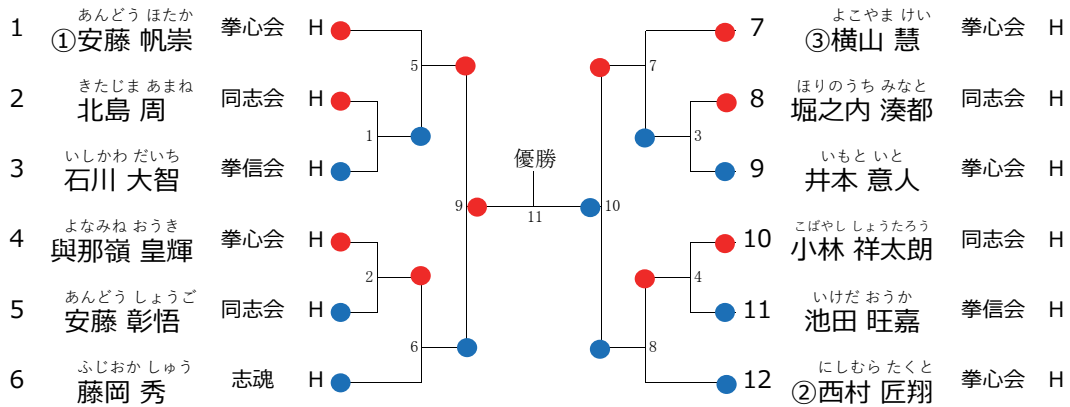 あんどう ほたか
1 ①安藤 帆崇 拳心会 H
きたじま あまね
2 北島 周 同志会 H
いしかわ だいち
3 石川 大智 拳信会 H
よなみね おうき
4 與那嶺 皇輝 拳心会 H
あんどう しょうご
5 安藤 彰悟 同志会 H
ふじおか しゅう
6 藤岡 秀 志魂 H
5
1
9
2
6
優勝
11
7
3
10
4
8
よこやま けい
7 ③横山 慧 拳心会 H
ほりのうち みなと
8 堀之内 湊都 同志会 H
いもと いと
9 井本 意人 拳心会 H
こばやし しょうたろう
10 小林 祥太朗 同志会 H
いけだ おうか
11 池田 旺嘉 拳信会 H
にしむら たくと
12 ②西村 匠翔 拳心会 H